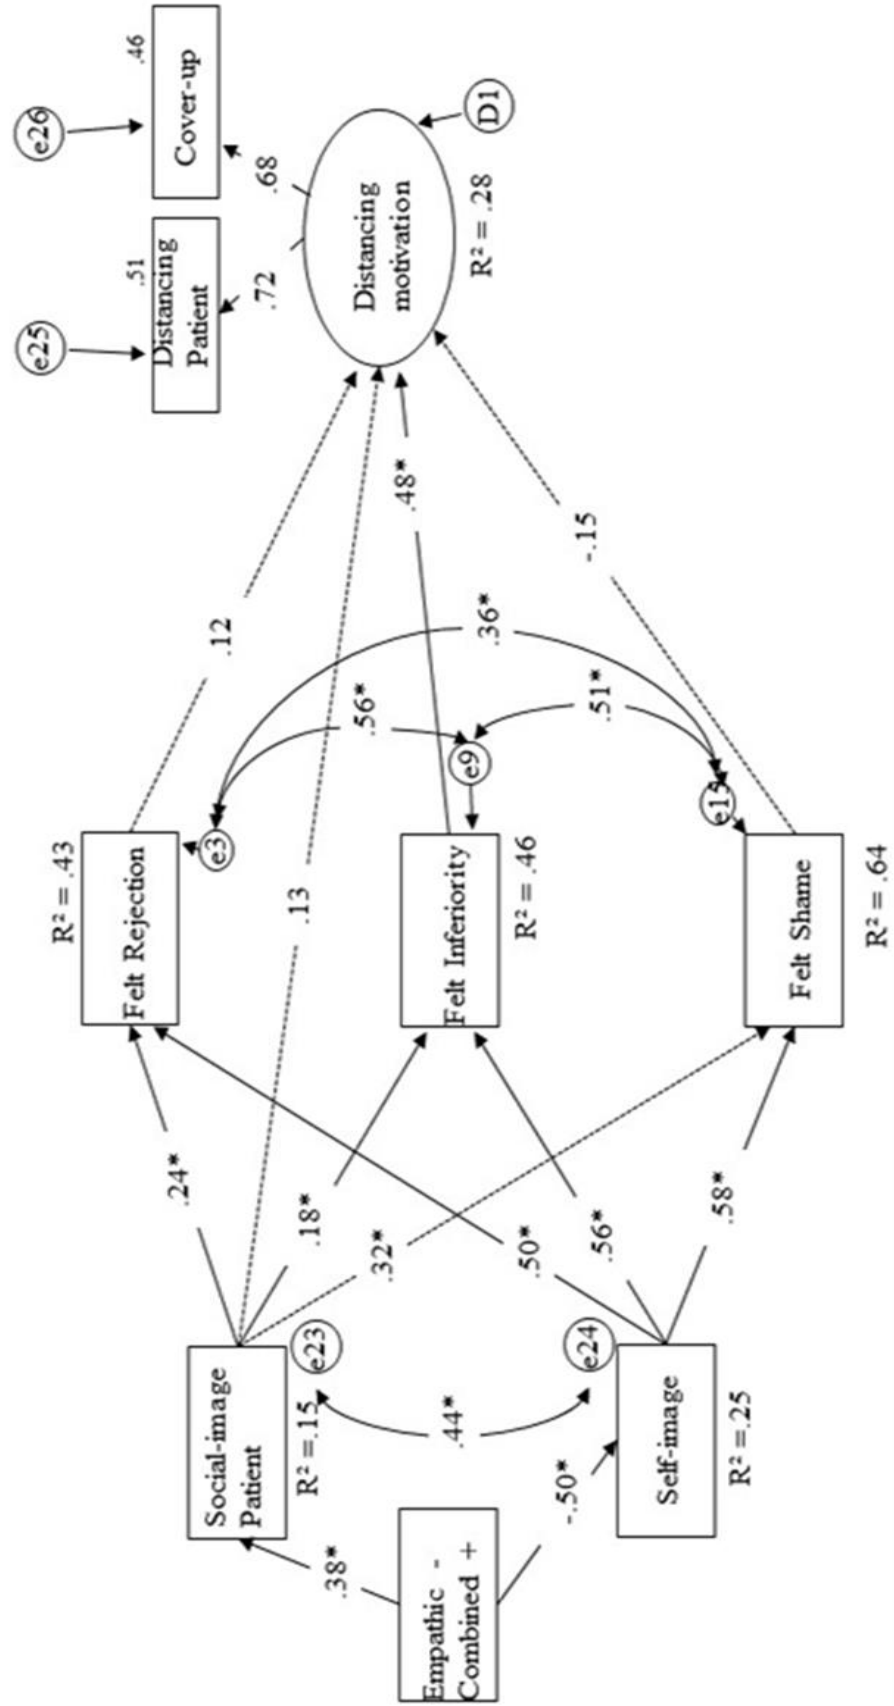 Empathic -
Combined +
.38*
-.50*
Social-image
Patient
R² =.15
e23
.44*
e24
Self-image
R² =.25
.24*
.18*
.32*
.50*
.56*
.58*
R² = .43
Felt Rejection
e3
Felt Inferiority
R² = .46
e9
Felt Shame
R² = .64
e15
.56*
.36*
.51*
.12
.13
.48*
-.15
Distancing
motivation
R² = .28
D1
.72
.68
Distancing
Patient
.51
e25
Cover-up
.46
e26